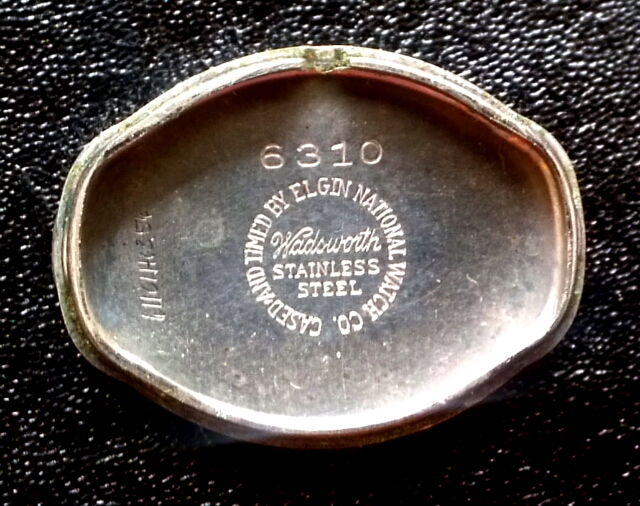 6310
CASED AND TIMED BY ELGIN NATIONAL WATCH CO.
Wadsworth
STAINLESS
STEEL